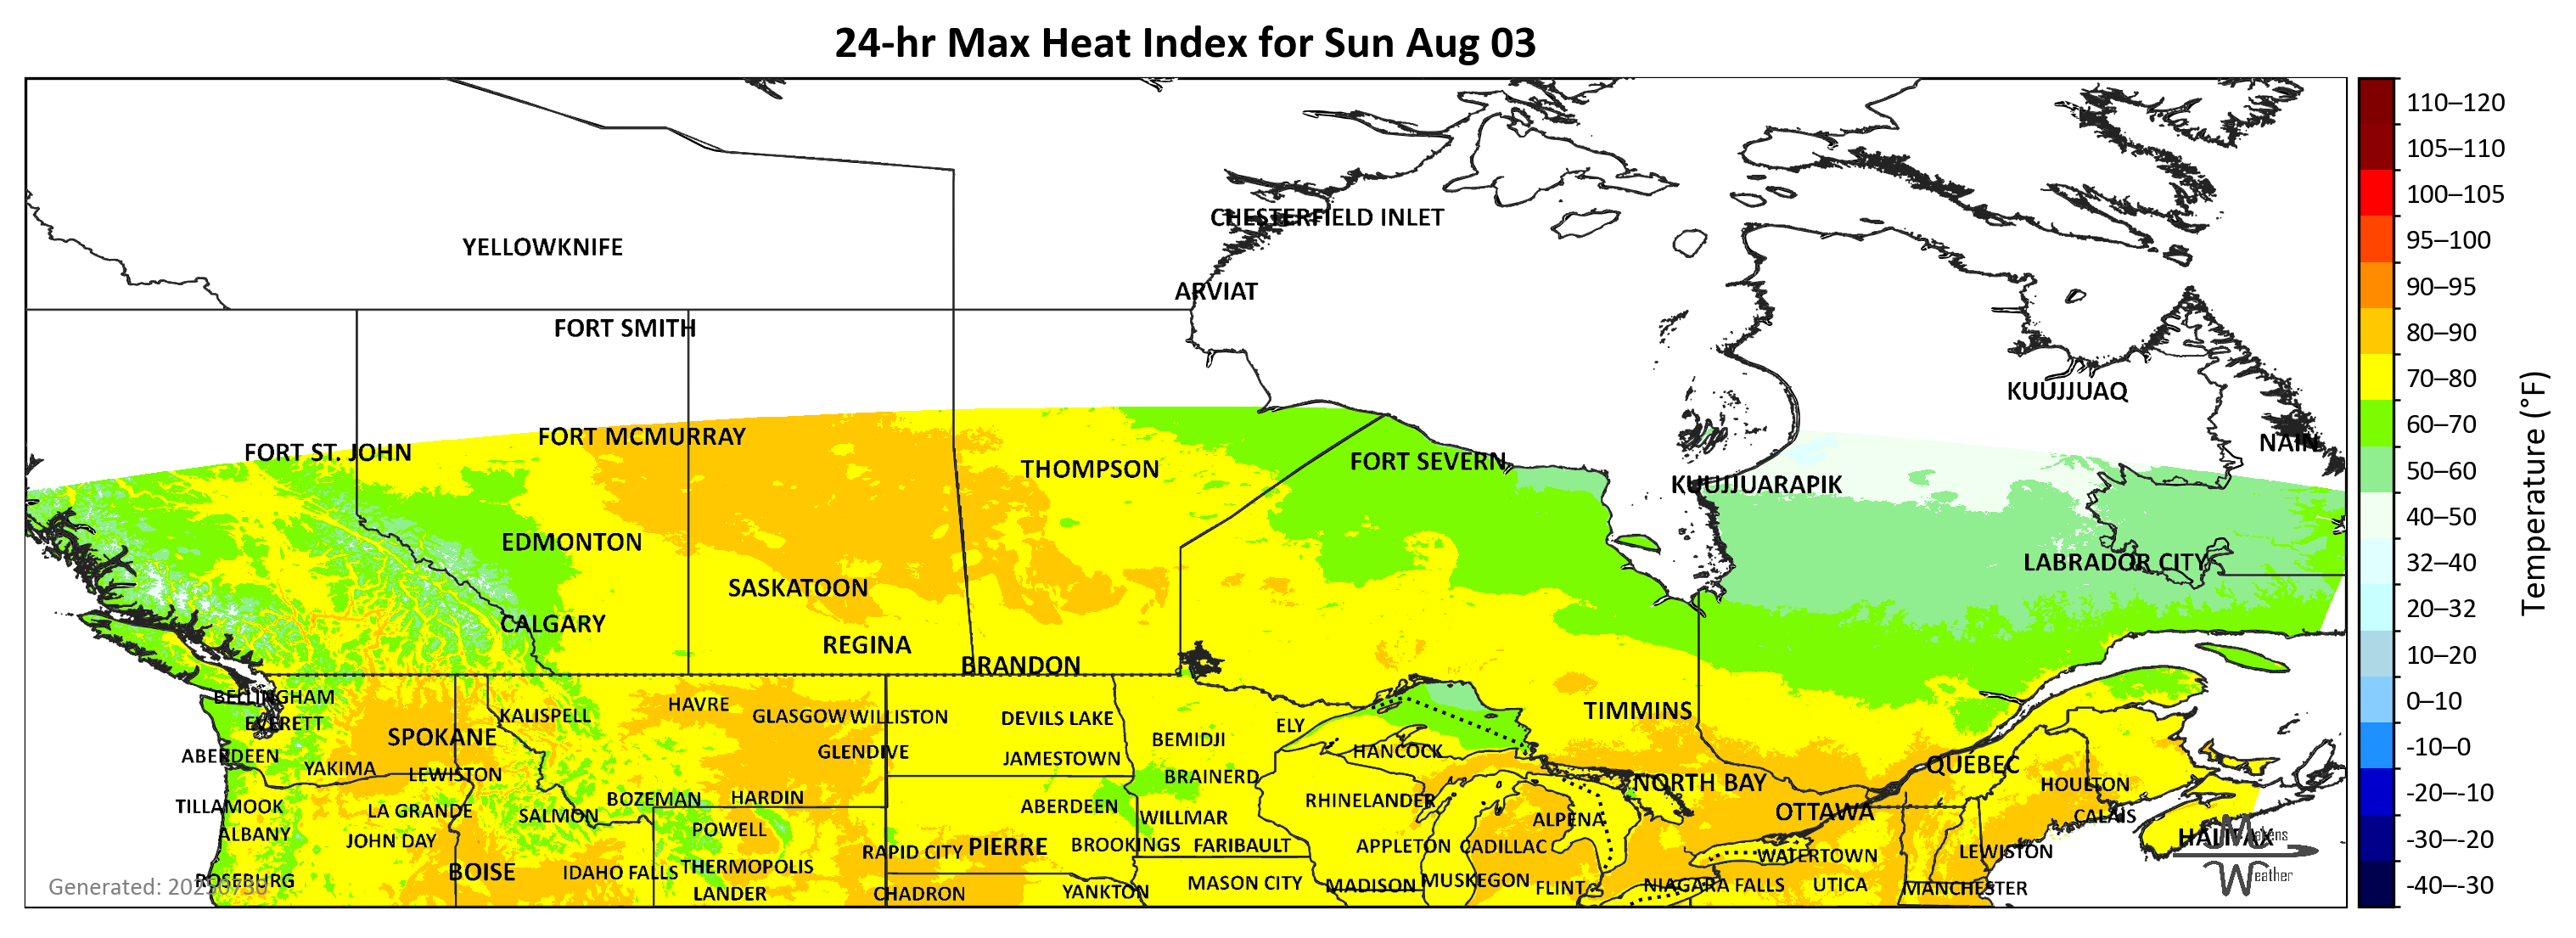 24-hr Max Heat Index for Sun Aug 03
110–120
105–110
100–105
95–100
90–95
80–90
70–80
60–70
50–60
40–50
32–40
20–32
10–20
0–10
-10–0
-20–-10
-30–-20
-40–-30
Temperature (°F)
CHESTERFIELD INLET
YELLOWKNIFE
ARVIAT
FORT SMITH
KUUJJUAQ
FORT MCMURRAY
NAIN
FORT ST. JOHN
FORT SEVERN
THOMPSON
KUUJJUARAPIK
EDMONTON
LABRADOR CITY
SASKATOON
CALGARY
REGINA
BRANDON
BELLINGHAM
HAVRE
TIMMINS
KALISPELL
GLASGOW
WILLISTON
DEVILS LAKE
EVERETT
ELY
SPOKANE
BEMIDJI
GLENDIVE
HANCOCK
ABERDEEN
JAMESTOWN
QUÉBEC
YAKIMA
LEWISTON
BRAINERD
NORTH BAY
HOULTON
BOZEMAN
HARDIN
RHINELANDER
TILLAMOOK
ABERDEEN
LA GRANDE
OTTAWA
SALMON
WILLMAR
CALAIS
ALPENA
POWELL
ALBANY
HALIFAX
Matens
JOHN DAY
PIERRE
BROOKINGS
FARIBAULT
APPLETON
CADILLAC
RAPID CITY
LEWISTON
WATERTOWN
THERMOPOLIS
BOISE
IDAHO FALLS
Weather
ROSEBURG
MUSKEGON
MASON CITY
MADISON
NIAGARA FALLS
UTICA
Generated: 20250730
FLINT
MANCHESTER
YANKTON
LANDER
CHADRON